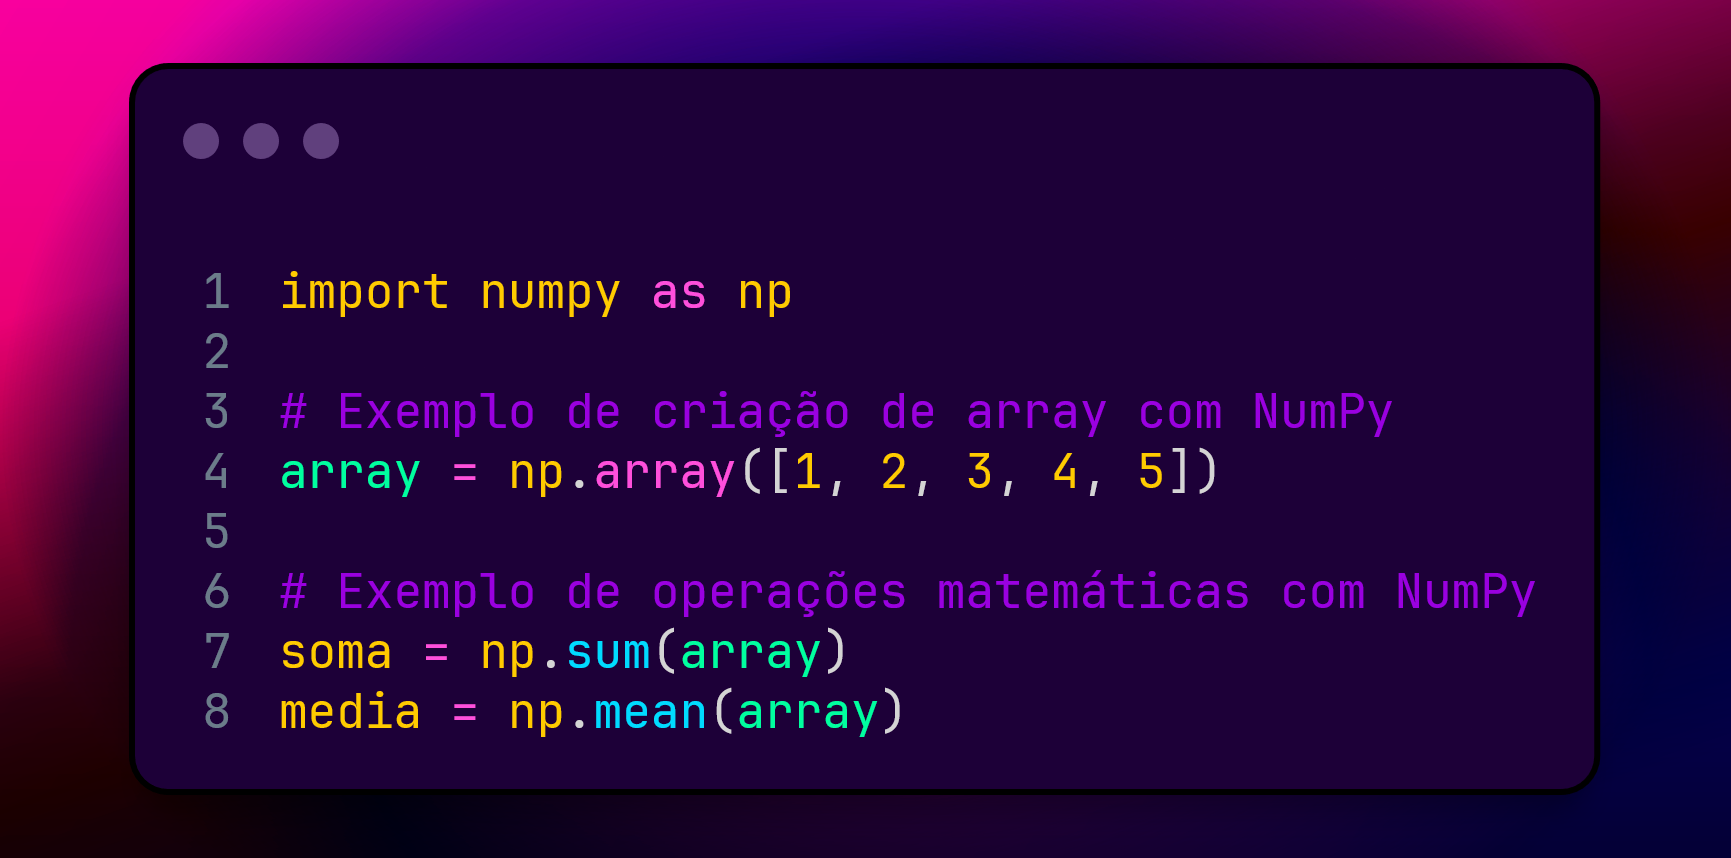 1 import numpy as np
2
3 # Exemplo de criação de array com NumPy
4 array = np.array([1, 2, 3, 4, 5])
5
6 # Exemplo de operações matemáticas com NumPy
7 soma = np.sum(array)
8 media = np.mean(array)